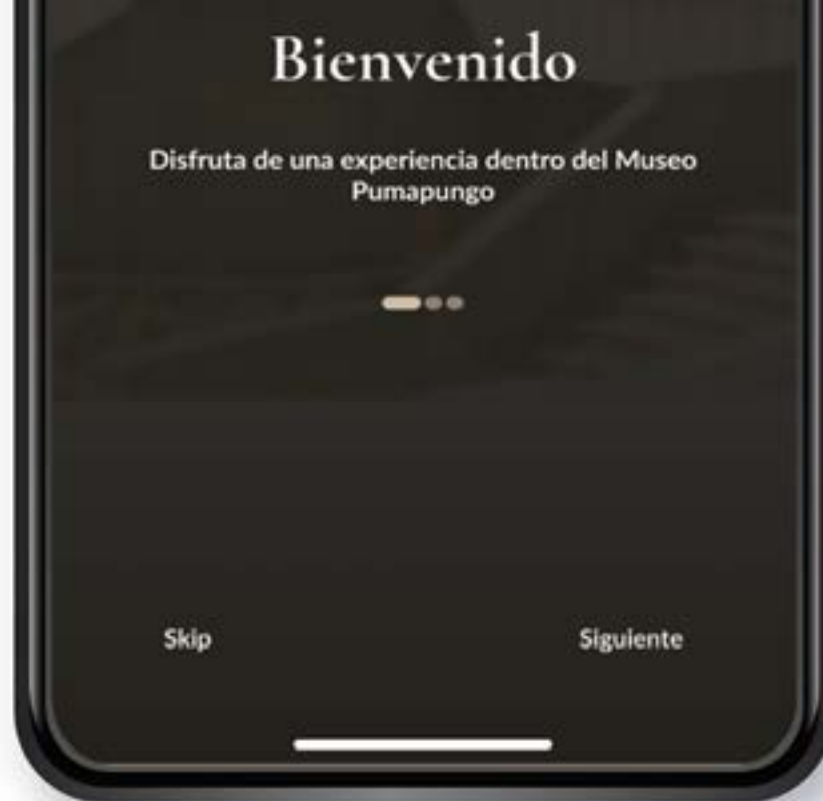 Bienvenido
Disfruta de una experiencia dentro del Museo
Pumapungo
Skip
Siguiente